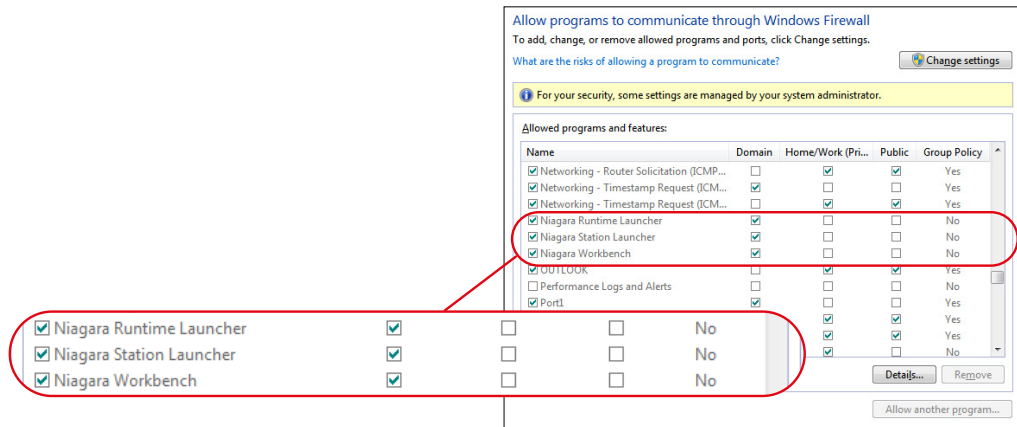 Allow programs to communicate through Windows Firewall
To add, change, or remove allowed programs and ports, click Change settings.
What are the risks of allowing a program to communicate?
Change settings
For your security, some settings are managed by your system administrator.
Allowed programs and features:
Name Domain Home/Work (Pri... Public Group Policy
Networking - Router Solicitation (ICMP... Yes
Networking - Timestamp Request (ICM... Yes
Networking - Timestamp Request (ICM... Yes
Niagara Runtime Launcher No
Niagara Station Launcher No
Niagara Workbench No
OUTLOOK Yes
Performance Logs and Alerts No
Port1 Yes
Yes
Yes
No
Niagara Runtime Launcher No
Niagara Station Launcher No
Niagara Workbench No
Details... Remove
Allow another program...